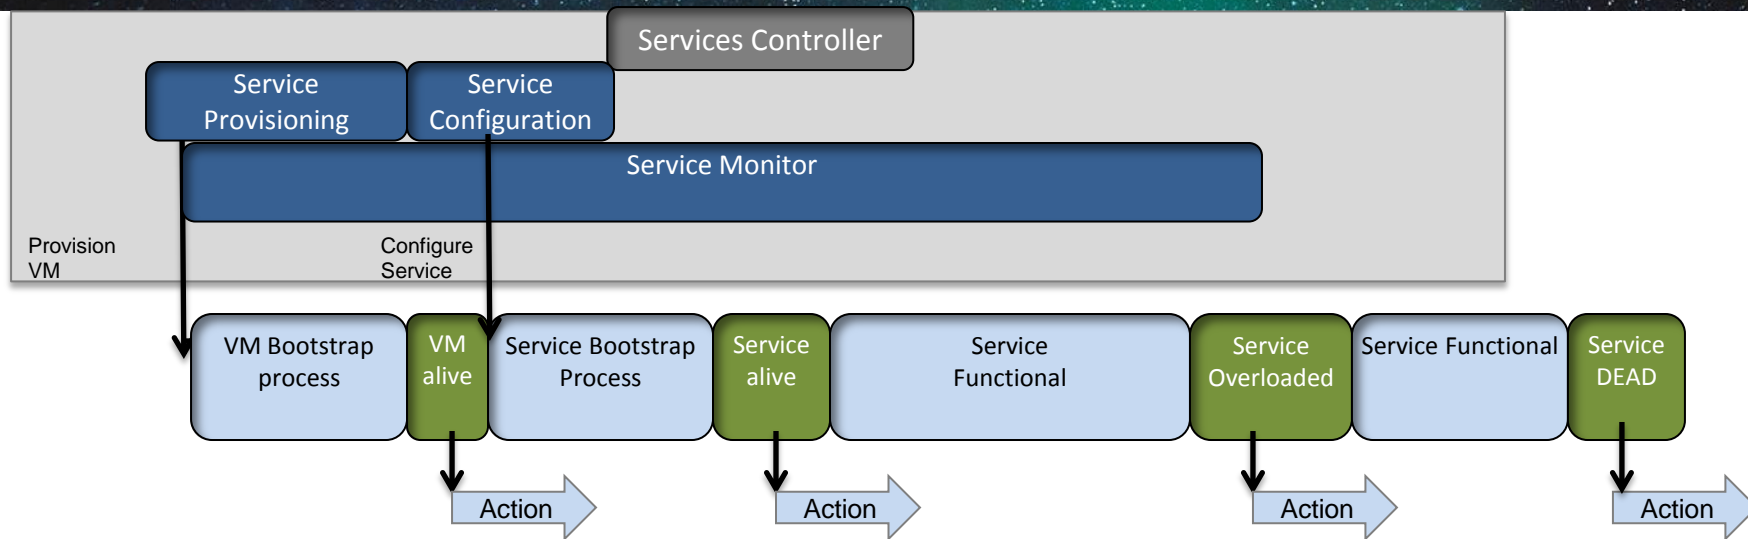 Services Controller
Service
Provisioning
Service
Configuration
Service Monitor
Provision
VM
Configure
Service
VM Bootstrap
process
VM
alive
Service Bootstrap
Process
Service
alive
Service
Functional
Service
Overloaded
Service Functional
Service
DEAD
Action
Action
Action
Action